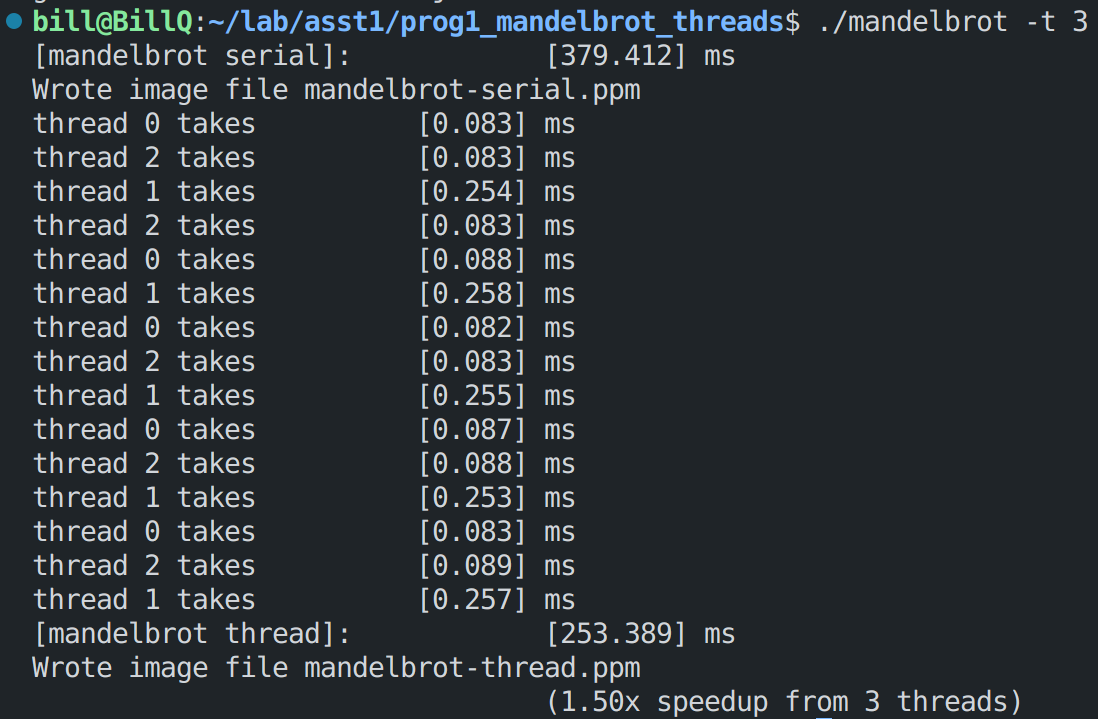 bill@BillQ:~/lab/asst1/prog1_mandelbrot_threads$ ./mandelbrot -t 3
[mandelbrot serial]: [379.412] ms
Wrote image file mandelbrot-serial.ppm
thread 0 takes [0.083] ms
thread 2 takes [0.083] ms
thread 1 takes [0.254] ms
thread 2 takes [0.083] ms
thread 0 takes [0.088] ms
thread 1 takes [0.258] ms
thread 0 takes [0.082] ms
thread 2 takes [0.083] ms
thread 1 takes [0.255] ms
thread 0 takes [0.087] ms
thread 2 takes [0.088] ms
thread 1 takes [0.253] ms
thread 0 takes [0.083] ms
thread 2 takes [0.089] ms
thread 1 takes [0.257] ms
[mandelbrot thread]: [253.389] ms
Wrote image file mandelbrot-thread.ppm
(1.50x speedup from 3 threads)